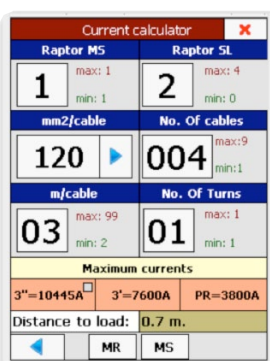 Current calculator
Raptor MS Raptor SL
1 max: 1 min: 1 2 max: 4 min: 0
mm2/cable No. Of cables
120 004 max:9 min:1
m/cable No. Of Turns
03 max: 99 min: 2 01 max: 1 min: 1
Maximum currents
3"=10445A 3'=7600A PR=3800A
Distance to load: 0.7 m.
MR MS